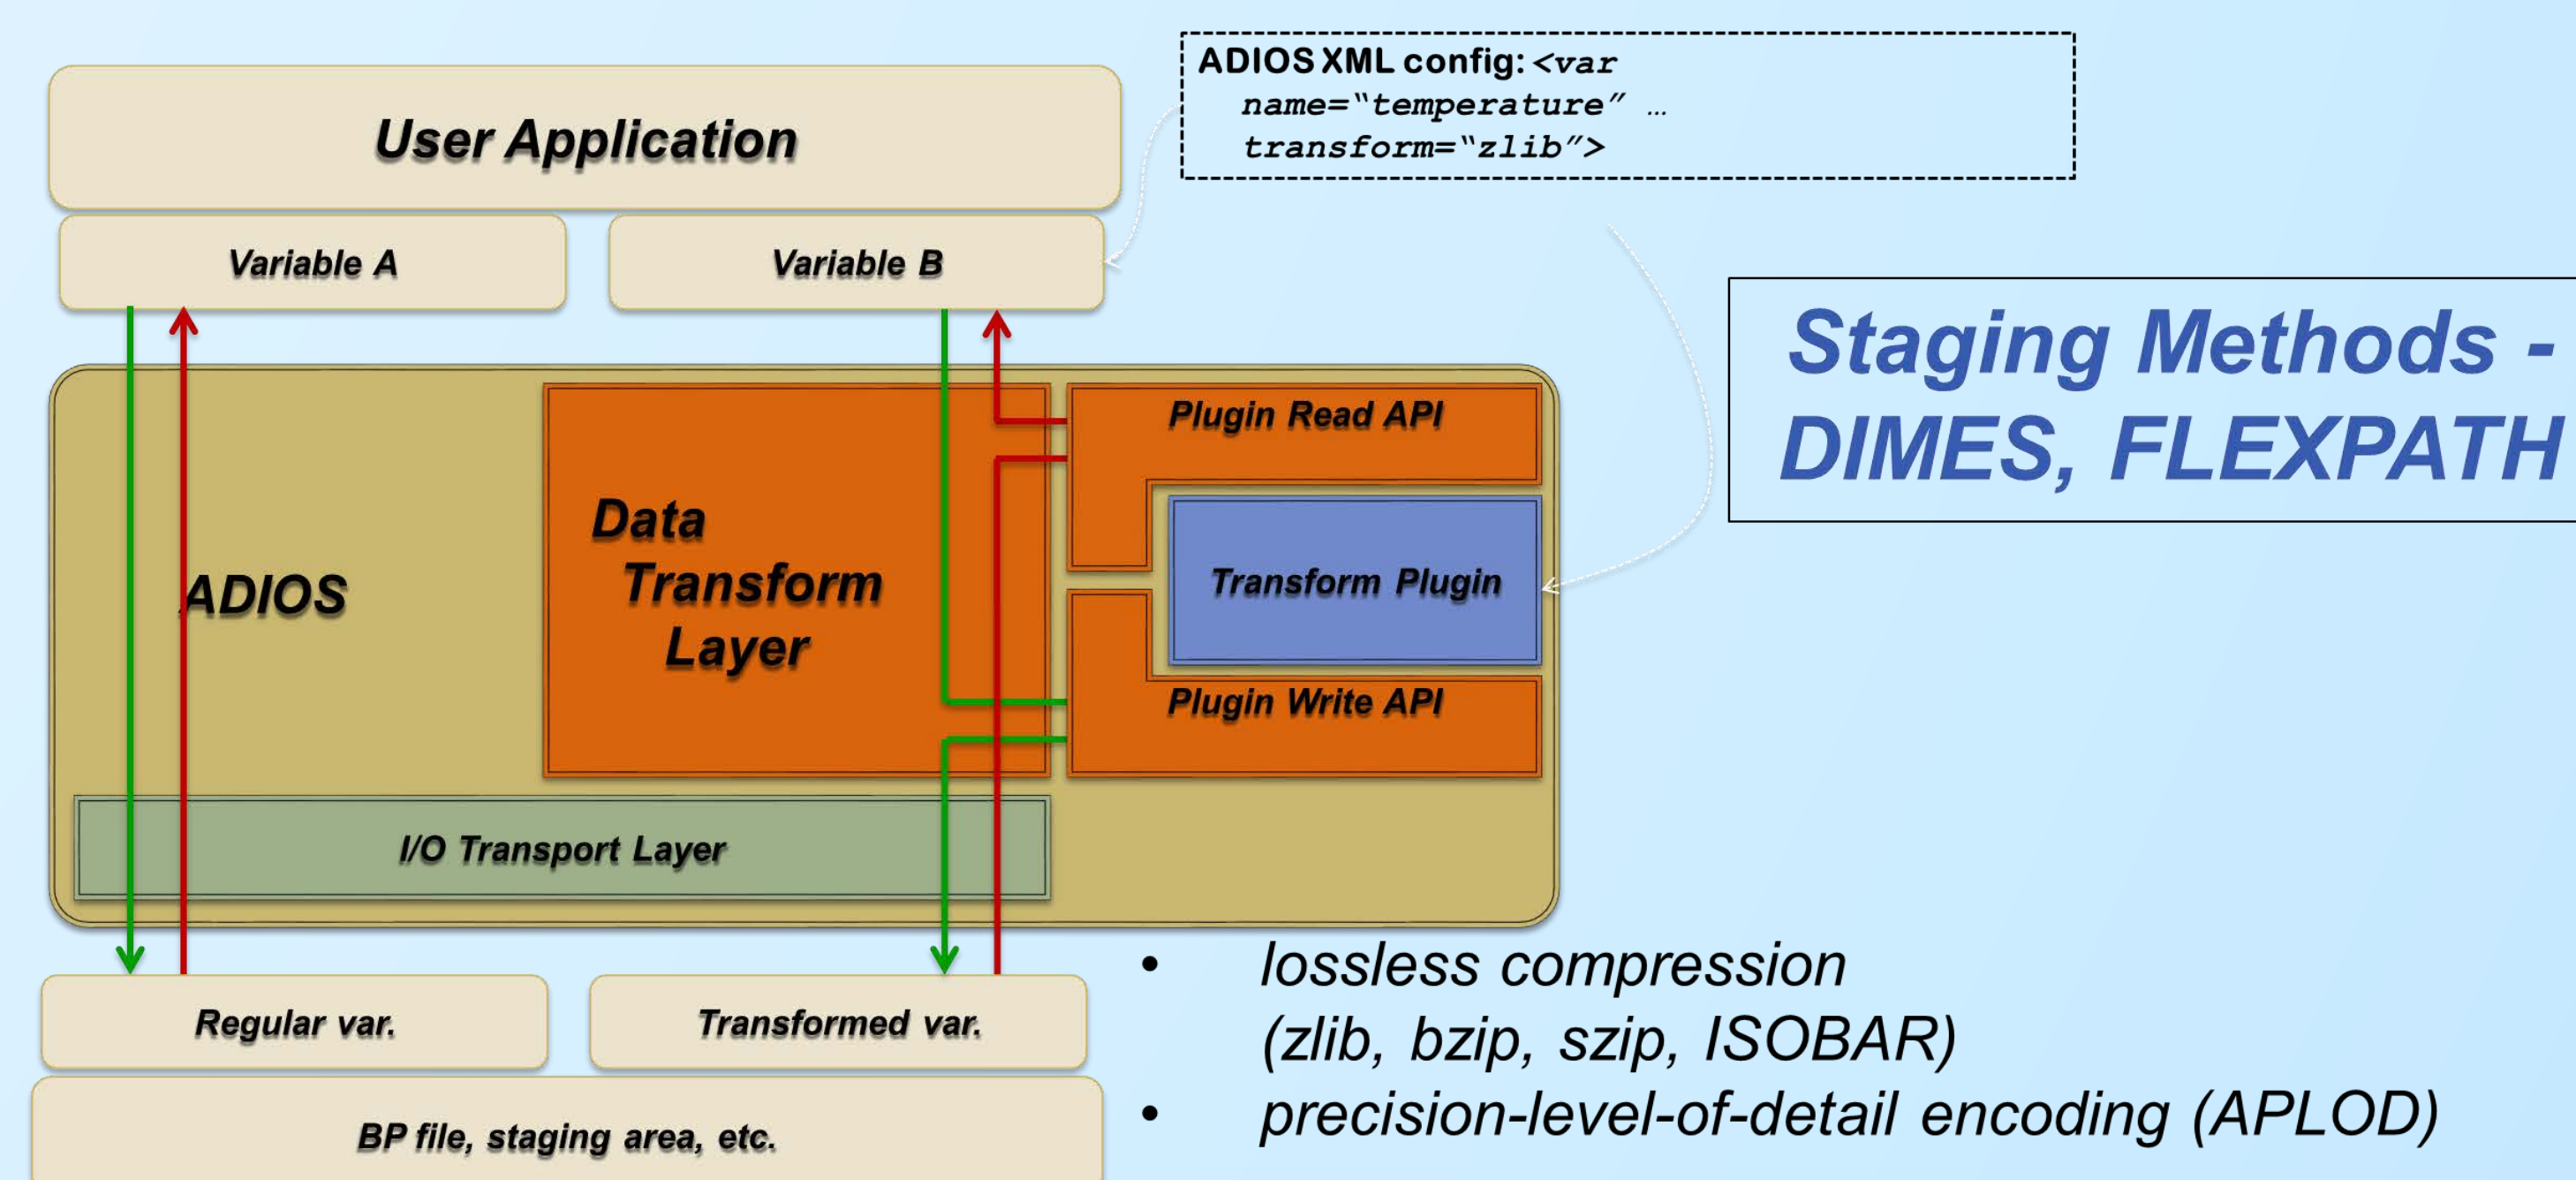 ADIOS XML config: <var
name=“temperature” …
transform=“zlib”>
User Application
Variable A
Variable B
Staging Methods -
DIMES, FLEXPATH
Plugin Read API
Data
Transform
Layer
ADIOS
Transform Plugin
Plugin Write API
I/O Transport Layer
• lossless compression
(zlib, bzip, szip, ISOBAR)
• precision-level-of-detail encoding (APLOD)
Regular var.
Transformed var.
BP file, staging area, etc.